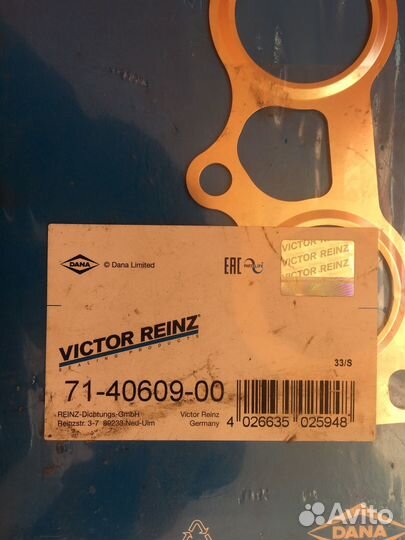 DANA
© Dana Limited
EAC
VICTOR REINZ
VICTOR REINZ
VICTOR REINZ
VICTOR REINZ
SEALING PRODUCTS
33/S
71-40609-00
REINZ-Dichtungs-GmbH
Reinzstr. 3-7 89233 Neu-Ulm
Victor Reinz
Germany
4 026635 025948
DANA
Avito